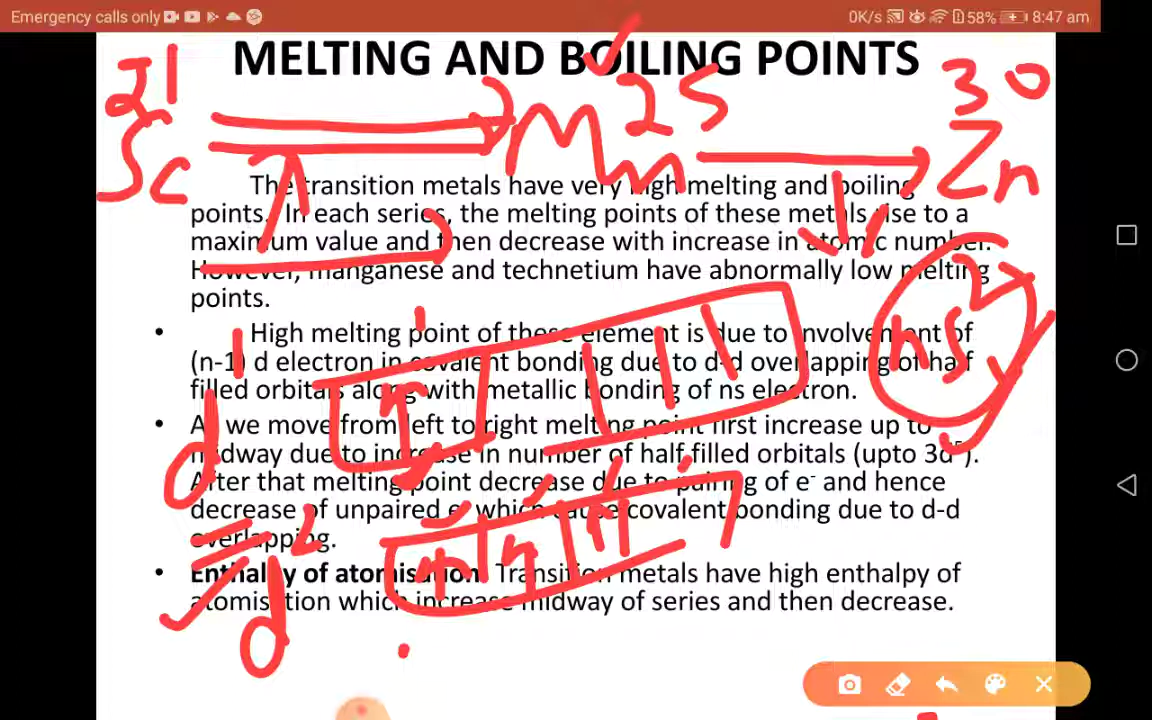 Emergency calls only 0K/s 58% 8:47 am
MELTING AND BOILING POINTS
21 25 30
Sc Mn Zn
The transition metals have very high melting and boiling
points. In each series, the melting points of these metals rise to a
maximum value and then decrease with increase in atomic number.
However, manganese and technetium have abnormally low melting
points.
• High melting point of these element is due to involvement of
(n-1) d electron in covalent bonding due to d-d overlapping of half
filled orbitals along with metallic bonding of ns electron.
ns2
d1
• As we move from left to right melting point first increase up to
midway due to increase in number of half filled orbitals (upto 3d5).
After that melting point decrease due to pairing of e- and hence
decrease of unpaired e- which cause covalent bonding due to d-d
overlapping.
d2
• Enthalpy of atomisation: Transition metals have high enthalpy of
atomisation which increase midway of series and then decrease.